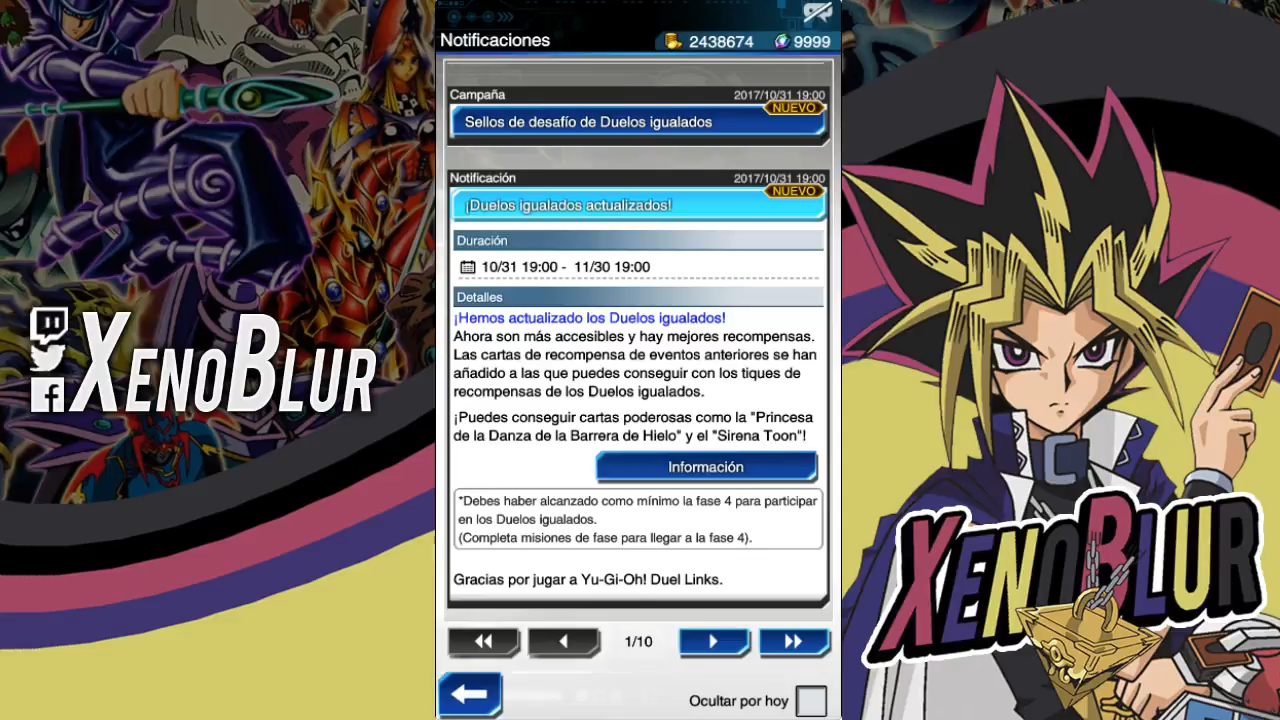 Notificaciones
2438674
9999
Campaña
2017/10/31 19:00
NUEVO
Sellos de desafío de Duelos igualados
Notificación
2017/10/31 19:00
NUEVO
¡Duelos igualados actualizados!
Duración
10/31 19:00 - 11/30 19:00
Detalles
¡Hemos actualizado los Duelos igualados!
Ahora son más accesibles y hay mejores recompensas.
Las cartas de recompensa de eventos anteriores se han
añadido a las que puedes conseguir con los tiques de
recompensas de los Duelos igualados.
¡Puedes conseguir cartas poderosas como la "Princesa
de la Danza de la Barrera de Hielo" y el "Sirena Toon"!
Información
*Debes haber alcanzado como mínimo la fase 4 para participar
en los Duelos igualados.
(Completa misiones de fase para llegar a la fase 4).
Gracias por jugar a Yu-Gi-Oh! Duel Links.
1/10
Ocultar por hoy
XENOBLUR
XENOBLUR